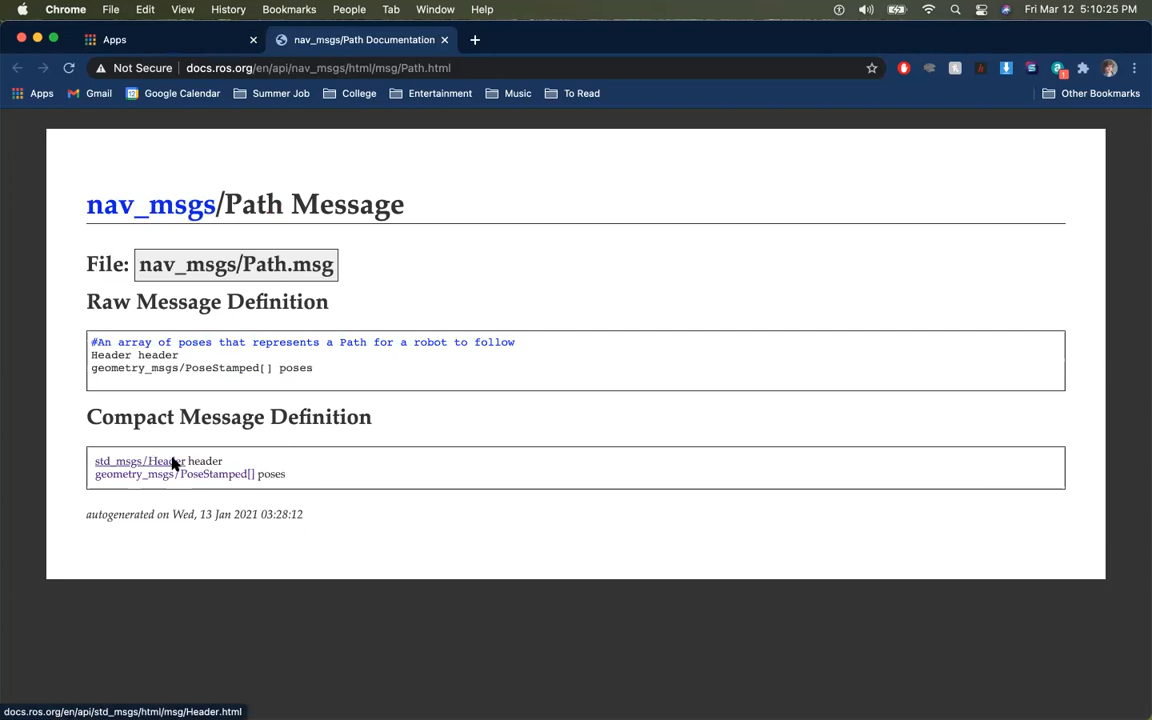 Chrome File Edit View History Bookmarks People Tab Window Help Fri Mar 12 5:10:25 PM
Apps nav_msgs/Path Documentation
Not Secure docs.ros.org/en/api/nav_msgs/html/msg/Path.html
Apps Gmail Google Calendar Summer Job College Entertainment Music To Read Other Bookmarks
nav_msgs/Path Message
File: nav_msgs/Path.msg
Raw Message Definition
#An array of poses that represents a Path for a robot to follow
Header header
geometry_msgs/PoseStamped[] poses
Compact Message Definition
std_msgs/Header header
geometry_msgs/PoseStamped[] poses
autogenerated on Wed, 13 Jan 2021 03:28:12
docs.ros.org/en/api/std_msgs/html/msg/Header.html